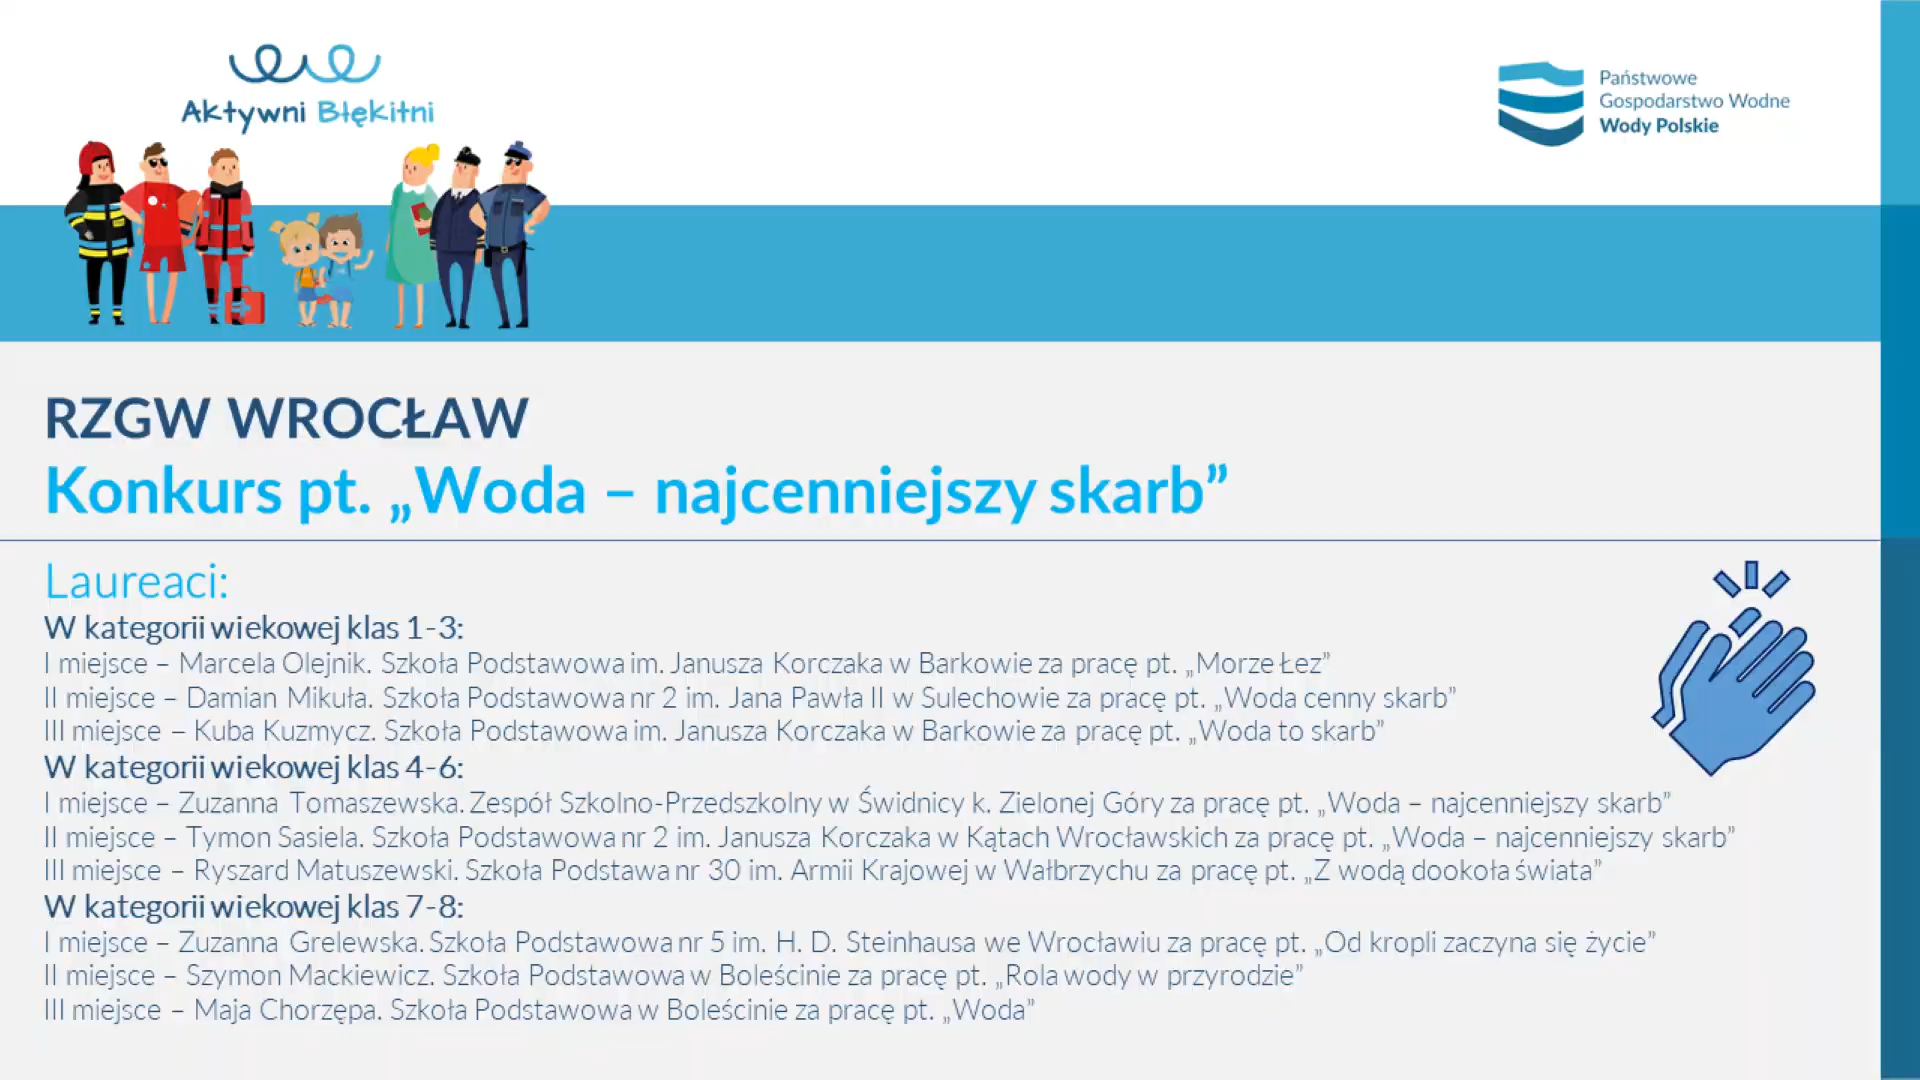 Aktywni Błękitni
Państwowe
Gospodarstwo Wodne
Wody Polskie
RZGW WROCŁAW
Konkurs pt. „Woda – najcenniejszy skarb”
Laureaci:
W kategorii wiekowej klas 1-3:
I miejsce – Marcela Olejnik. Szkoła Podstawowa im. Janusza Korczaka w Barkowie za pracę pt. „Morze Łez”
II miejsce – Damian Mikuła. Szkoła Podstawowa nr 2 im. Jana Pawła II w Sulechowie za pracę pt. „Woda cenny skarb”
III miejsce – Kuba Kuzmycz. Szkoła Podstawowa im. Janusza Korczaka w Barkowie za pracę pt. „Woda to skarb”
W kategorii wiekowej klas 4-6:
I miejsce – Zuzanna Tomaszewska. Zespół Szkolno-Przedszkolny w Świdnicy k. Zielonej Góry za pracę pt. „Woda – najcenniejszy skarb”
II miejsce – Tymon Sasiela. Szkoła Podstawowa nr 2 im. Janusza Korczaka w Kątach Wrocławskich za pracę pt. „Woda – najcenniejszy skarb”
III miejsce – Ryszard Matuszewski. Szkoła Podstawa nr 30 im. Armii Krajowej w Wałbrzychu za pracę pt. „Z wodą dookoła świata”
W kategorii wiekowej klas 7-8:
I miejsce – Zuzanna Grelewska. Szkoła Podstawowa nr 5 im. H. D. Steinhausa we Wrocławiu za pracę pt. „Od kropli zaczyna się życie”
II miejsce – Szymon Mackiewicz. Szkoła Podstawowa w Boleścinie za pracę pt. „Rola wody w przyrodzie”
III miejsce – Maja Chorzępa. Szkoła Podstawowa w Boleścinie za pracę pt. „Woda”